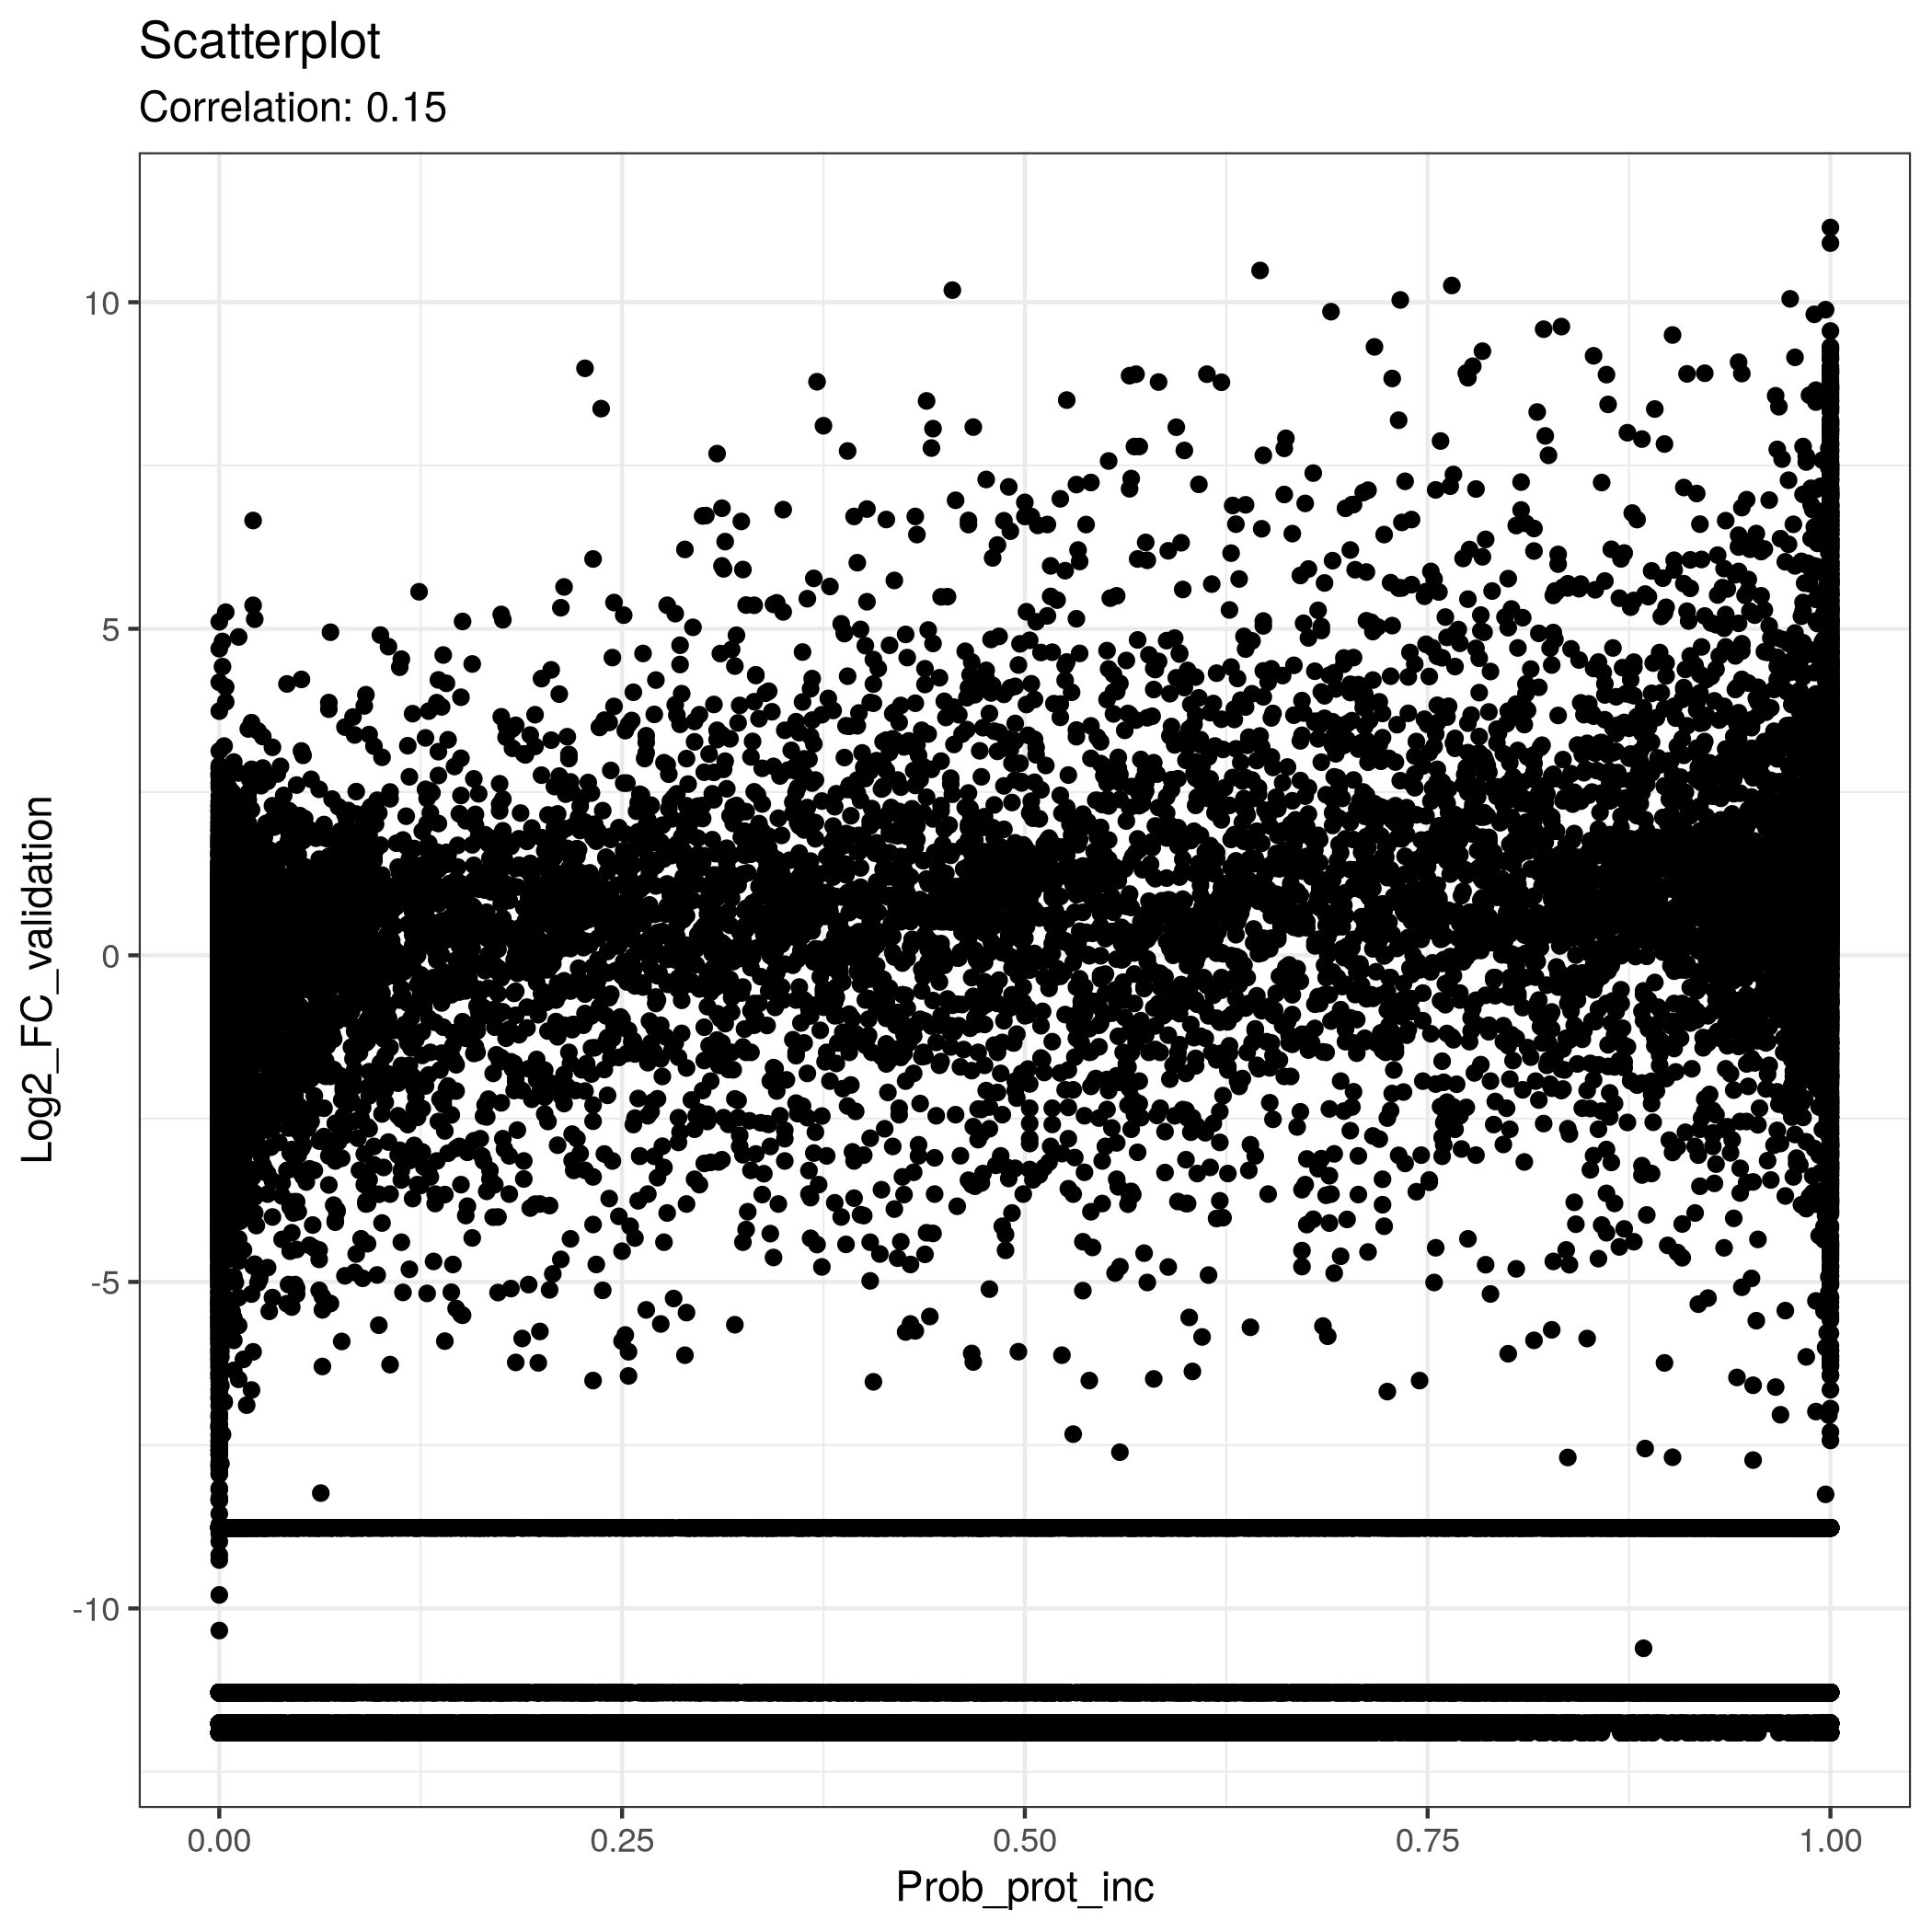 Scatterplot
Correlation: 0.15
10
5
0
-5
-10
Log2_FC_validation
0.00 0.25 0.50 0.75 1.00
Prob_prot_inc